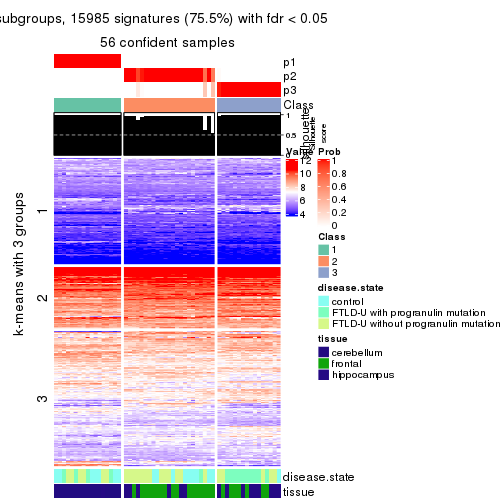 subgroups, 15985 signatures (75.5%) with fdr < 0.05
56 confident samples
p1
p2
p3
Class
1
0.5
silhouette
score
k-means with 3 groups
1
2
3
Value
12
10
8
6
4
Prob
1
0.8
0.6
0.4
0.2
0
Class
1
2
3
disease.state
control
FTLD-U with progranulin mutation
FTLD-U without progranulin mutation
tissue
cerebellum
frontal
hippocampus
disease.state
tissue